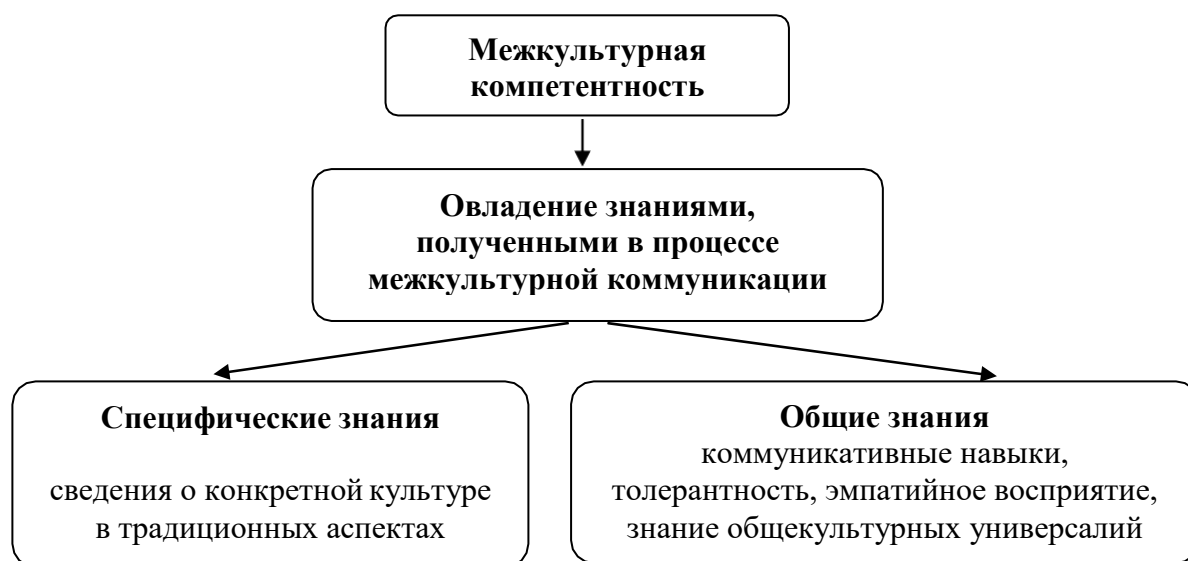 Межкультурная
компетентность
Овладение знаниями,
полученными в процессе
межкультурной коммуникации
Специфические знания
сведения о конкретной культуре
в традиционных аспектах
Общие знания
коммуникативные навыки,
толерантность, эмпатийное восприятие,
знание общекультурных универсалий